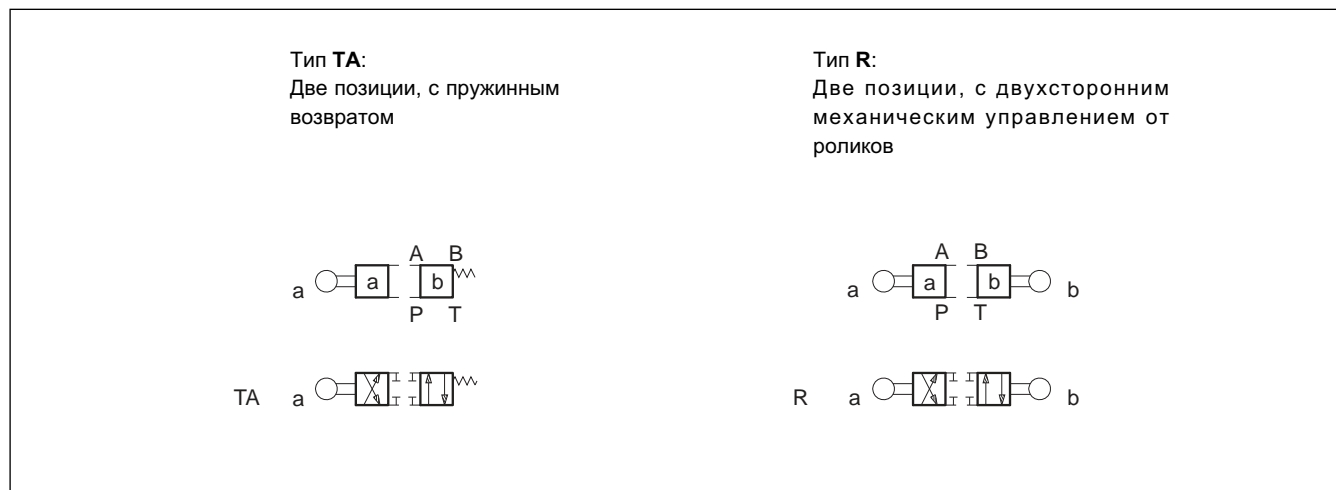 Тип TA:
Две позиции, с пружинным
возвратом
Тип R:
Две позиции, с двухсторонним
механическим управлением от
роликов
A B
a a b
P T
TA a
A B
a a b b
P T
R a b